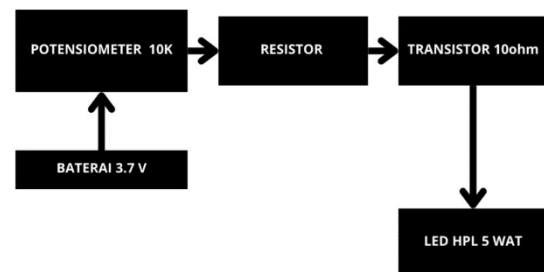 POTENSIOMETER 10K
RESISTOR
TRANSISTOR 10ohm
BATERAI 3.7 V
LED HPL 5 WAT